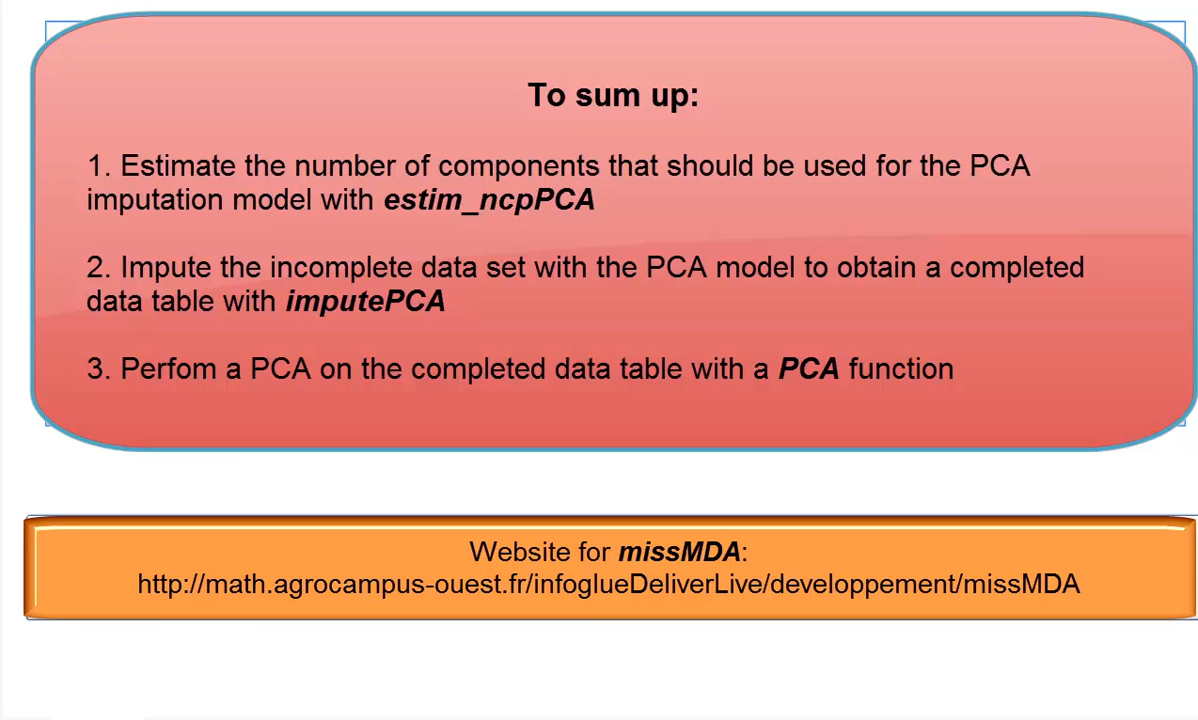 To sum up:
1. Estimate the number of components that should be used for the PCA
imputation model with estim_ncpPCA
2. Impute the incomplete data set with the PCA model to obtain a completed
data table with imputePCA
3. Perfom a PCA on the completed data table with a PCA function
Website for missMDA:
http://math.agrocampus-ouest.fr/infoglueDeliverLive/developpement/missMDA